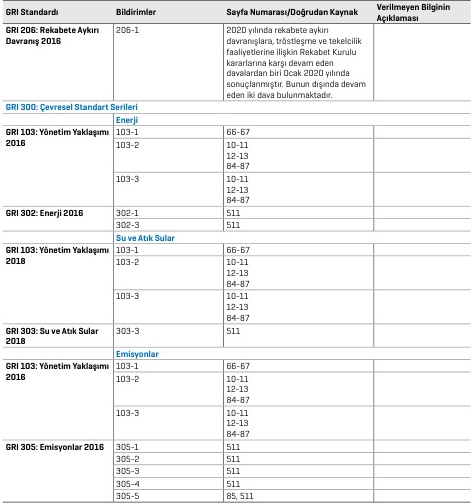 GRI Standardı Bildirimler Sayfa Numarası/Doğrudan Kaynak Verilmeyen Bilginin
Açıklaması
GRI 206: Rekabete Aykırı 206-1 2020 yılında rekabete aykırı
Davranış 2016 davranışlara, tröstleşme ve tekelcilik
faaliyetlerine ilişkin Rekabet Kurulu
kararlarına karşı devam eden
davalardan biri Ocak 2020 yılında
sonuçlanmıştır. Bunun dışında devam
eden iki dava bulunmaktadır.
GRI 300: Çevresel Standart Serileri
Enerji
GRI 103: Yönetim Yaklaşımı 103-1 66-67
2016 103-2 10-11
12-13
84-87
103-3 10-11
12-13
84-87
GRI 302: Enerji 2016 302-1 511
302-3 511
Su ve Atık Sular
GRI 103: Yönetim Yaklaşımı 103-1 66-67
2018 103-2 10-11
12-13
84-87
103-3 10-11
12-13
84-87
GRI 303: Su ve Atık Sular 303-3 511
2018
Emisyonlar
GRI 103: Yönetim Yaklaşımı 103-1 66-67
2016 103-2 10-11
12-13
84-87
103-3 10-11
12-13
84-87
GRI 305: Emisyonlar 2016 305-1 511
305-2 511
305-3 511
305-4 511
305-5 85, 511